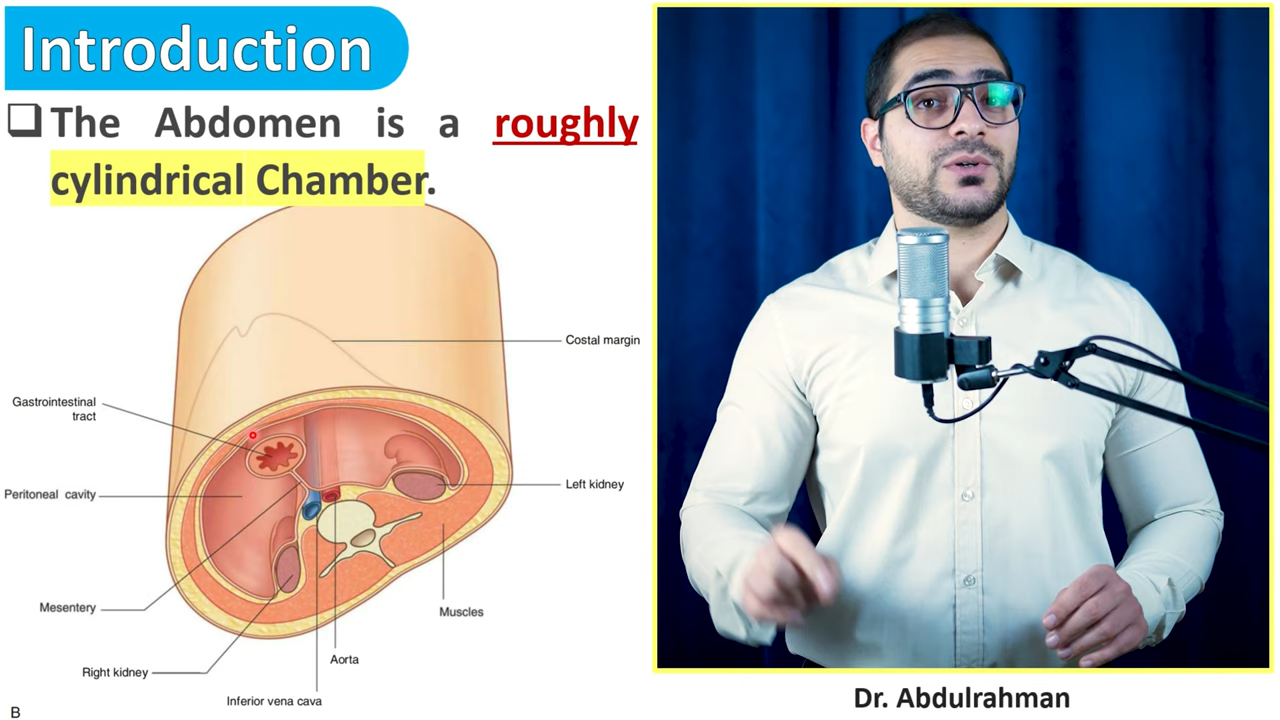 Introduction
❑ The Abdomen is a roughly
cylindrical Chamber.
Costal margin
Gastrointestinal
tract
Left kidney
Peritoneal cavity
Mesentery
Muscles
Aorta
Right kidney
Inferior vena cava
B
Dr. Abdulrahman